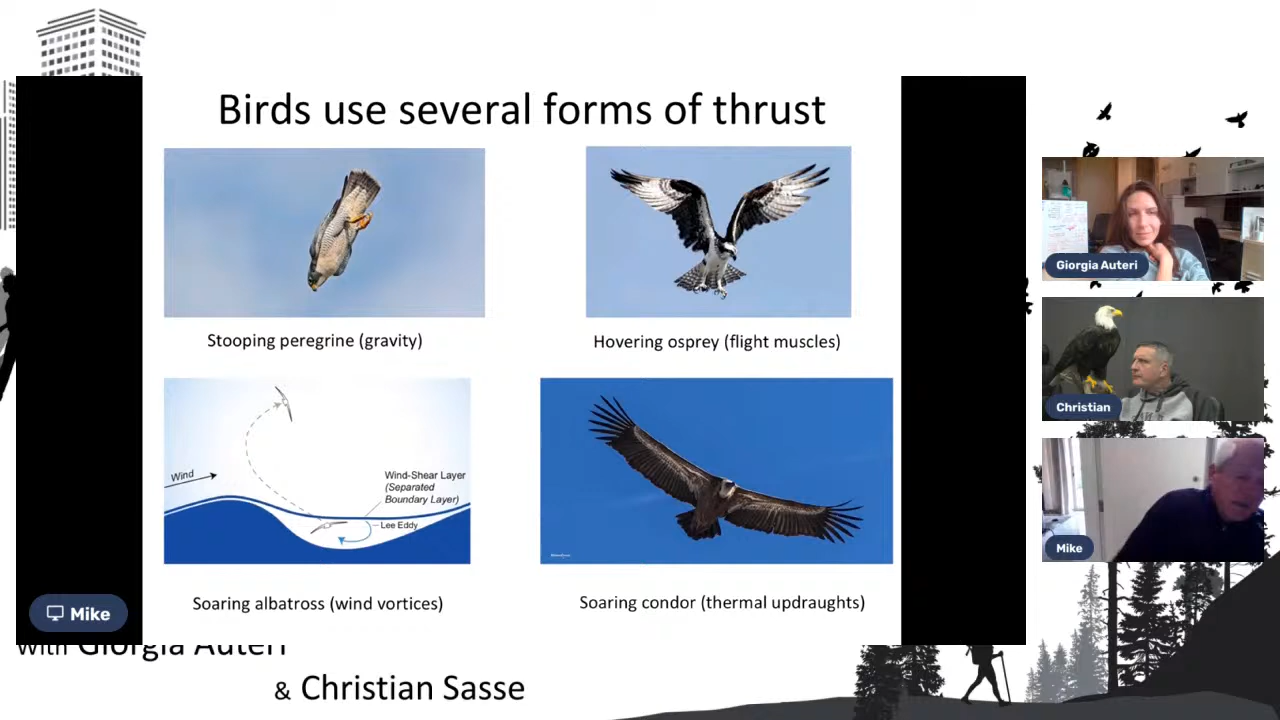 Birds use several forms of thrust
Stooping peregrine (gravity)
Hovering osprey (flight muscles)
Wind
Wind-Shear Layer
(Separated
Boundary Layer)
Lee Eddy
Soaring albatross (wind vortices)
Soaring condor (thermal updraughts)
Mike
with Giorgia Auteri
& Christian Sasse
Giorgia Auteri
Christian
Mike